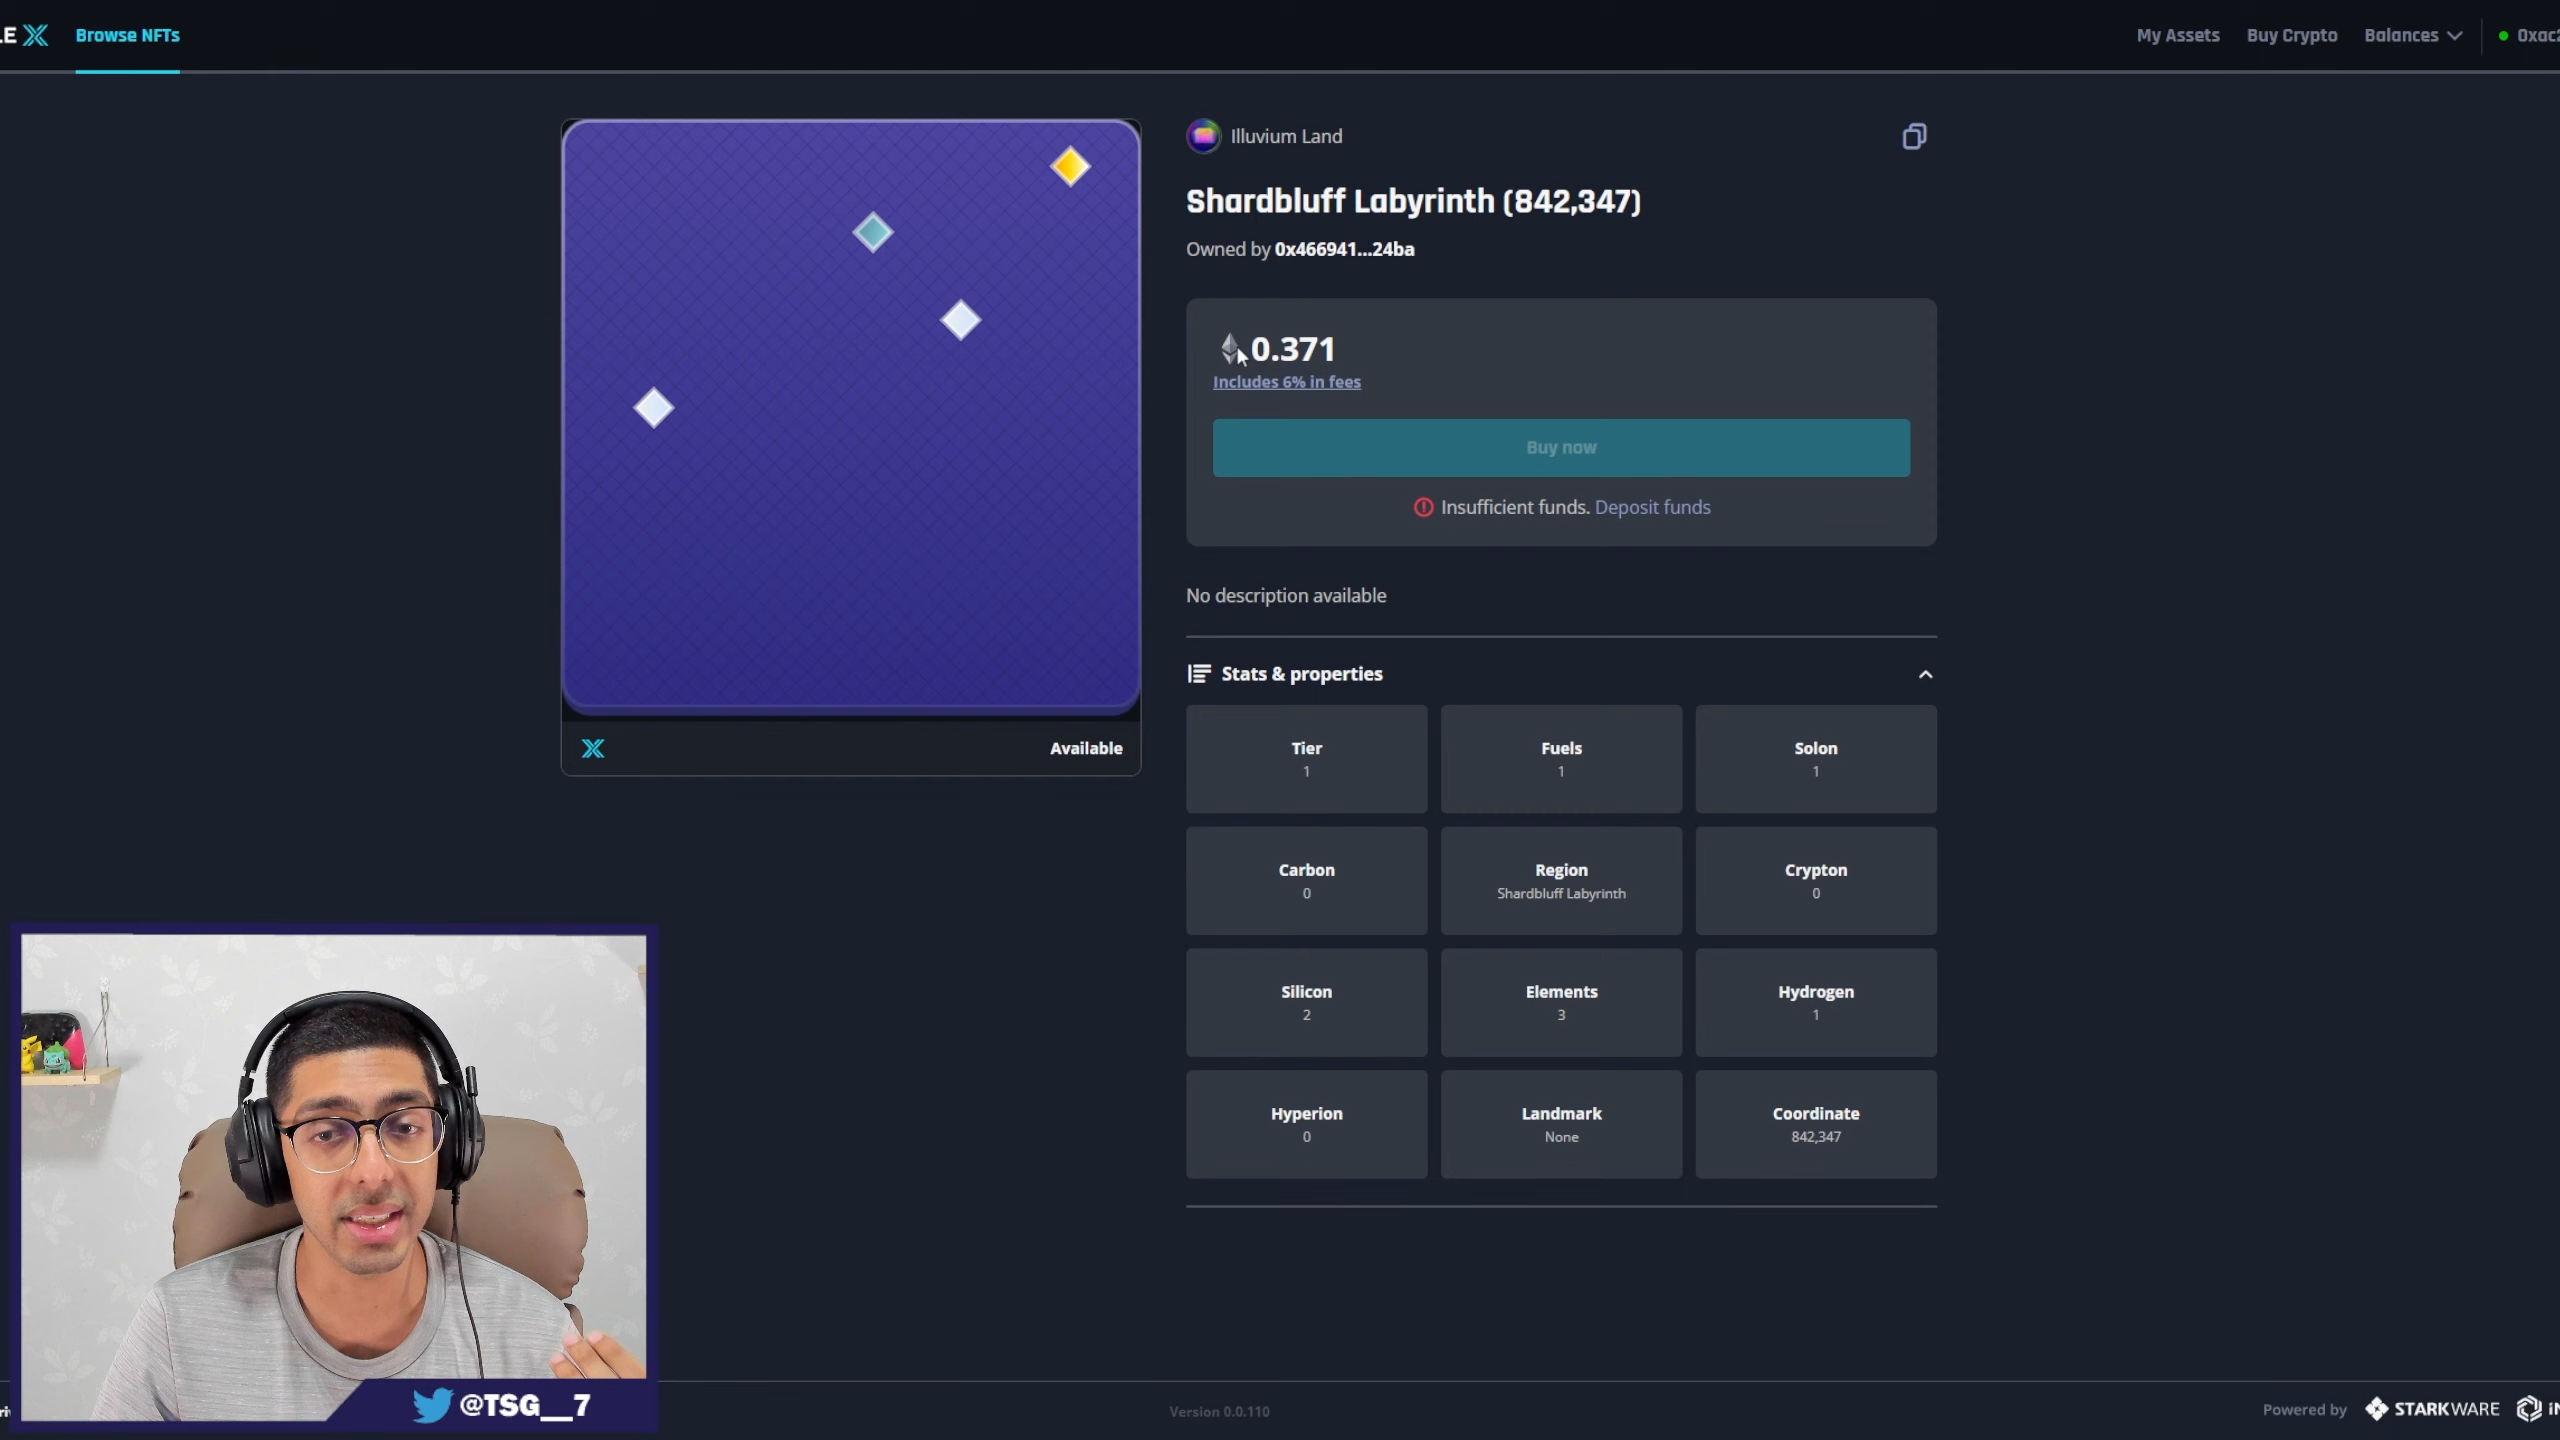 LE X Browse NFTs My Assets Buy Crypto Balances 0xac2
Illuvium Land
Shardbluff Labyrinth (842,347)
Owned by 0x466941...24ba
0.371
Includes 6% in fees
Buy now
Insufficient funds. Deposit funds
No description available
Stats & properties
Available
Tier
1
Fuels
1
Solon
1
Carbon
0
Region
Shardbluff Labyrinth
Crypton
0
Silicon
2
Elements
3
Hydrogen
1
Hyperion
0
Landmark
None
Coordinate
842,347
@TSG__7
Version 0.0.110
Powered by STARKWARE